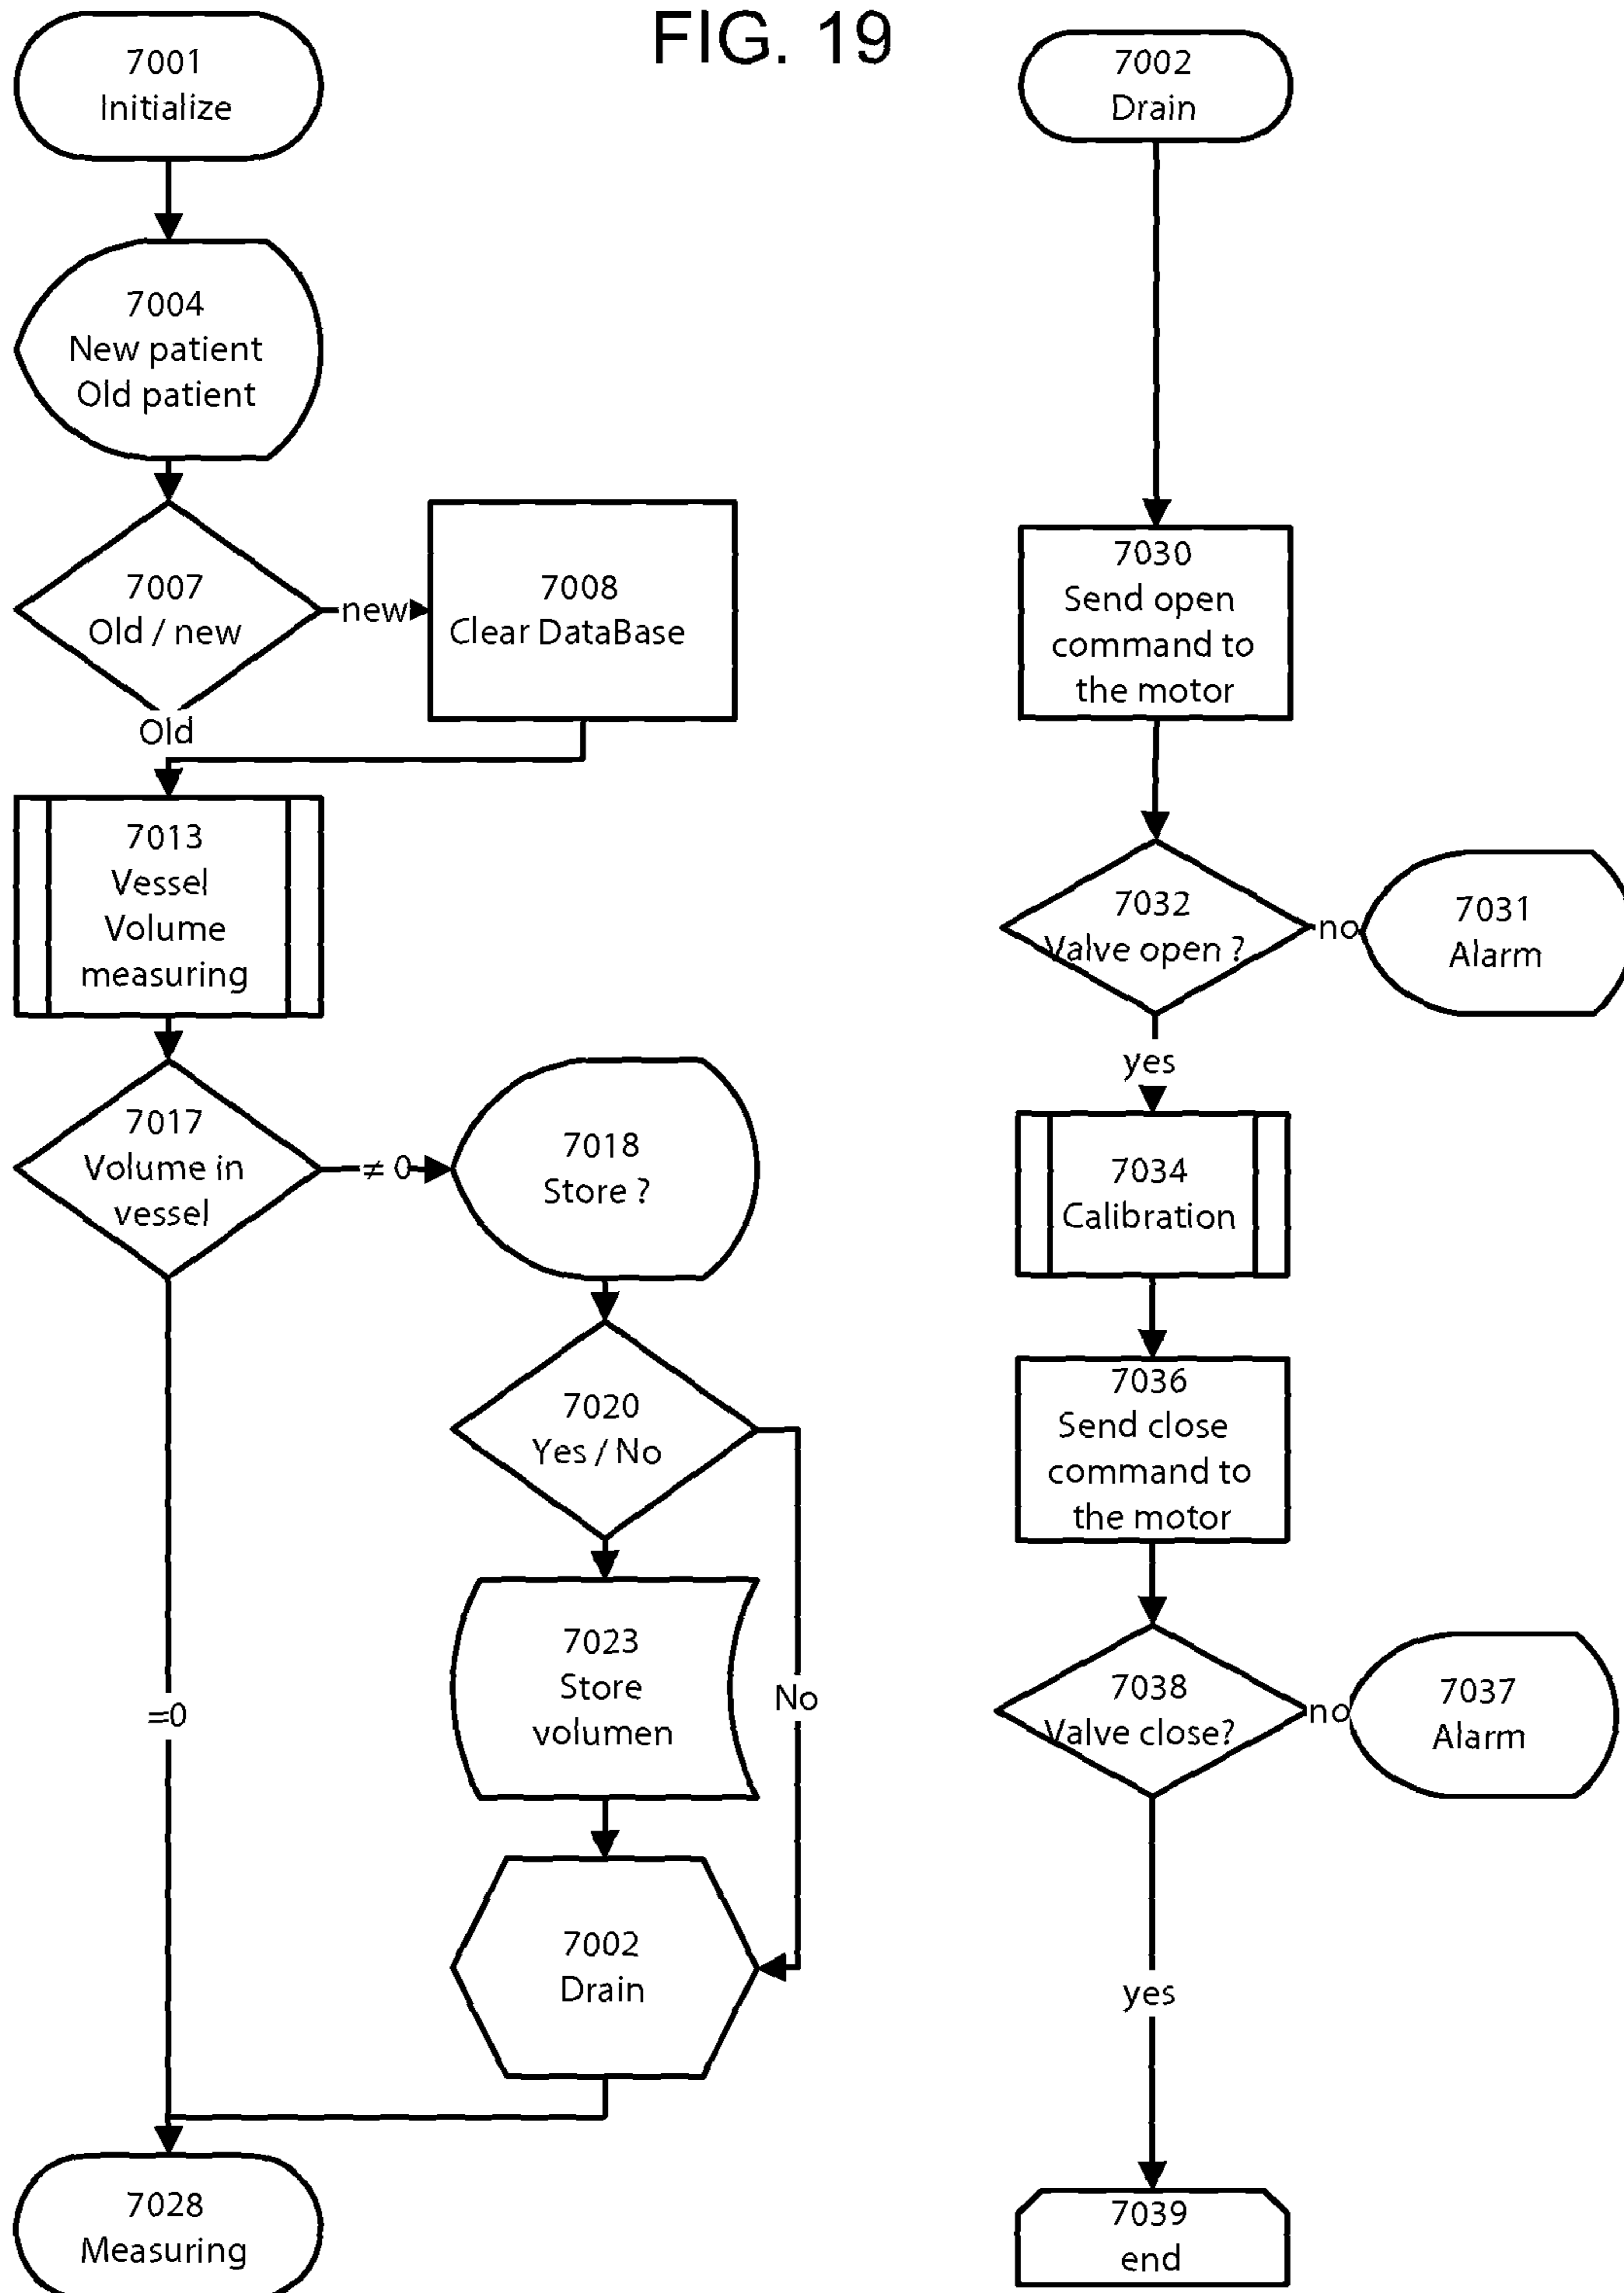 FIG. 19
7001
Initialize
7004
New patient
Old patient
7007
Old / new
new
7008
Clear DataBase
Old
7013
Vessel
Volume
measuring
7017
Volume in
vessel
≠ 0
7018
Store ?
7020
Yes / No
7023
Store
volumen
No
=0
7002
Drain
7028
Measuring
7002
Drain
7030
Send open
command to
the motor
7032
Valve open ?
no
7031
Alarm
yes
7034
Calibration
7036
Send close
command to
the motor
7038
Valve close?
no
7037
Alarm
yes
7039
end